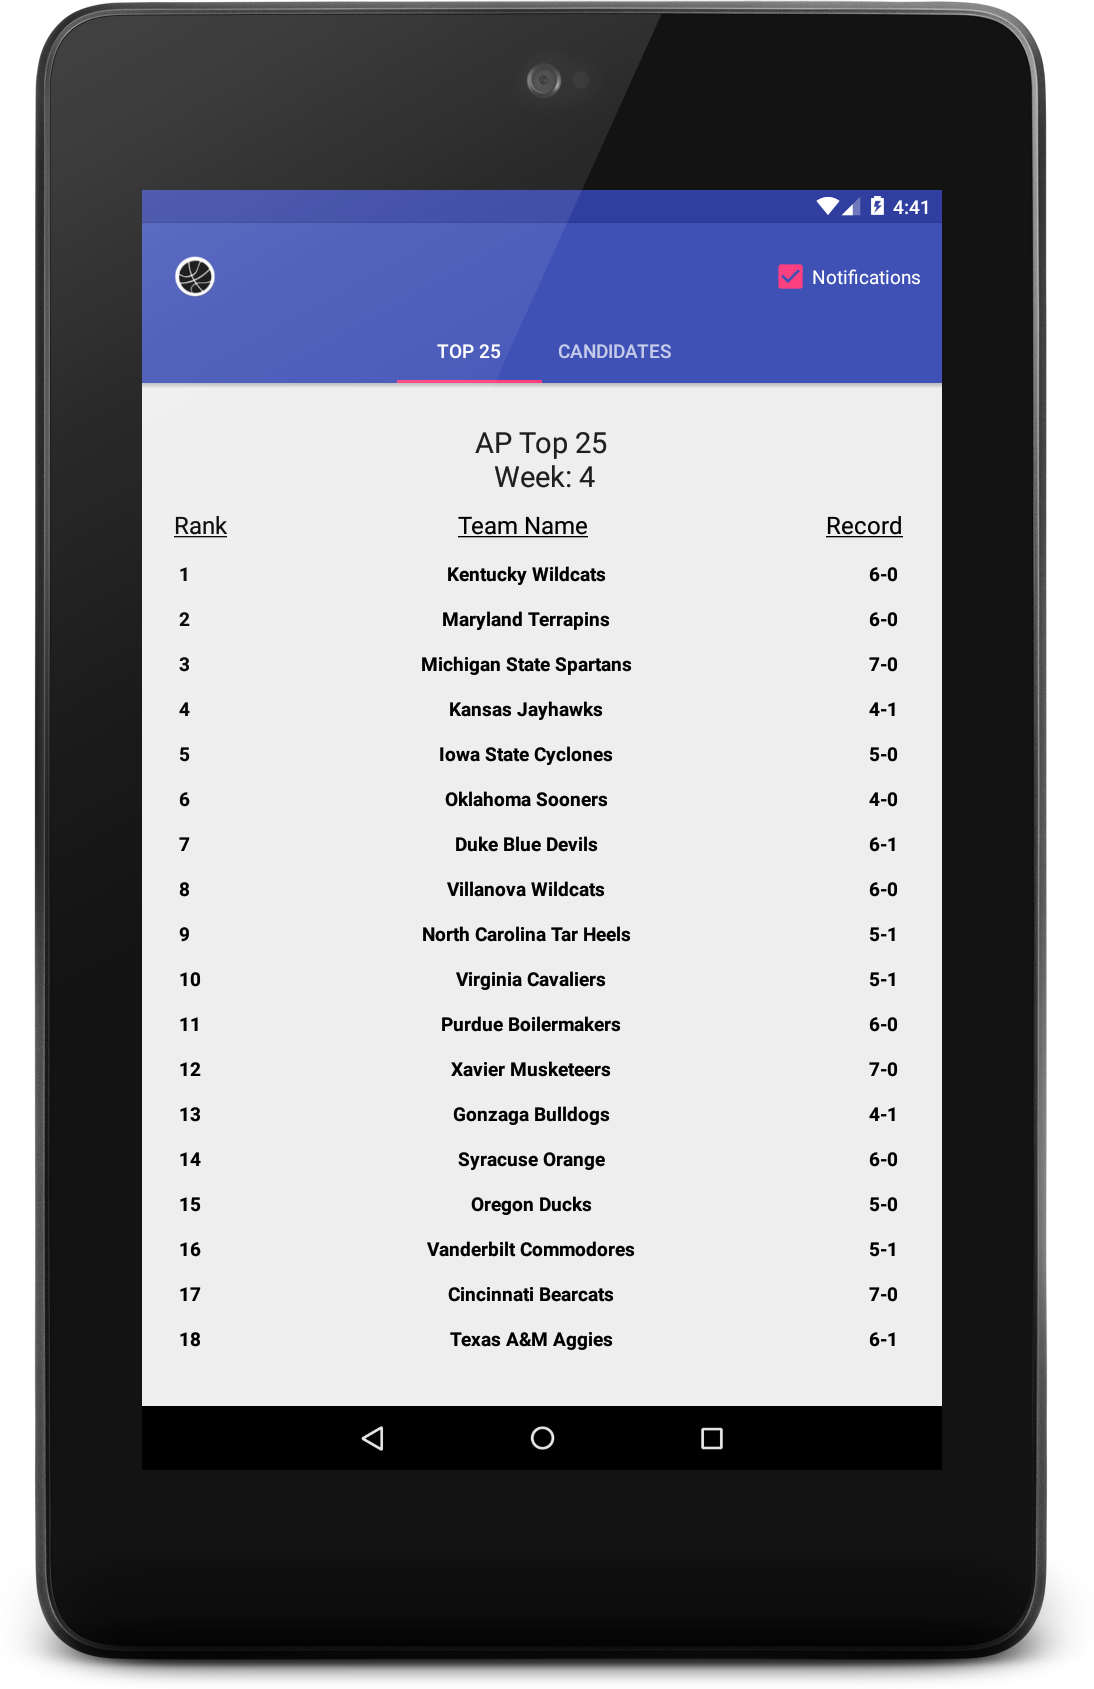 4:41
Notifications
TOP 25 CANDIDATES
AP Top 25
Week: 4
Rank Team Name Record
1 Kentucky Wildcats 6-0
2 Maryland Terrapins 6-0
3 Michigan State Spartans 7-0
4 Kansas Jayhawks 4-1
5 Iowa State Cyclones 5-0
6 Oklahoma Sooners 4-0
7 Duke Blue Devils 6-1
8 Villanova Wildcats 6-0
9 North Carolina Tar Heels 5-1
10 Virginia Cavaliers 5-1
11 Purdue Boilermakers 6-0
12 Xavier Musketeers 7-0
13 Gonzaga Bulldogs 4-1
14 Syracuse Orange 6-0
15 Oregon Ducks 5-0
16 Vanderbilt Commodores 5-1
17 Cincinnati Bearcats 7-0
18 Texas A&M Aggies 6-1